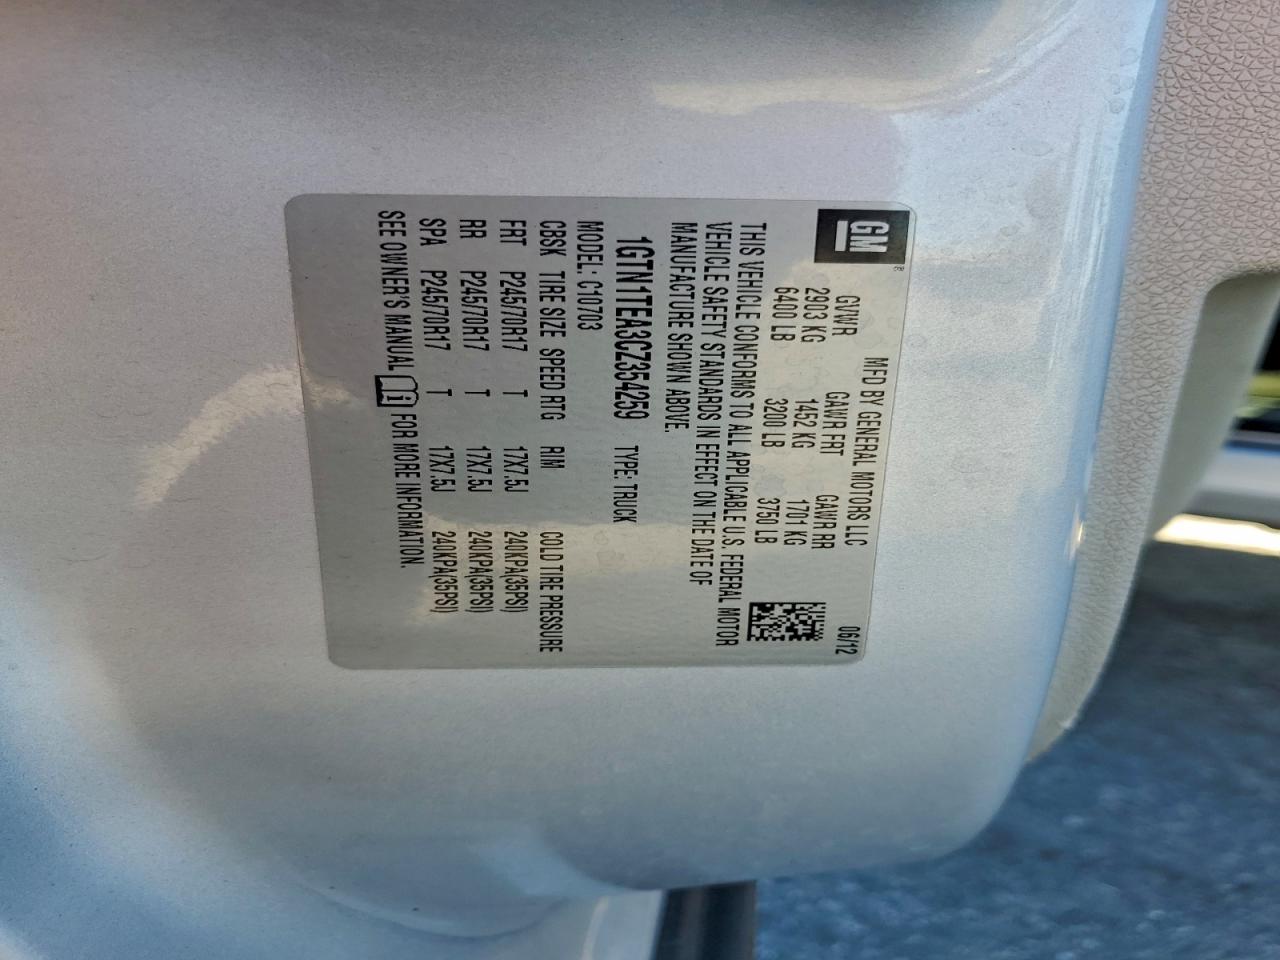 GM
MFD BY GENERAL MOTORS LLC 06/12
GVWR GAWR FRT GAWR RR
2903 KG 1452 KG 1701 KG
6400 LB 3200 LB 3750 LB
THIS VEHICLE CONFORMS TO ALL APPLICABLE U.S. FEDERAL MOTOR
VEHICLE SAFETY STANDARDS IN EFFECT ON THE DATE OF
MANUFACTURE SHOWN ABOVE.
1GTN1TEA3CZ354259 TYPE: TRUCK
MODEL: C10703
CBSK TIRE SIZE SPEED RTG RIM COLD TIRE PRESSURE
FRT P245/70R17 T 17X7.5J 240KPA(35PSI)
RR P245/70R17 T 17X7.5J 240KPA(35PSI)
SPA P245/70R17 T 17X7.5J 240KPA(35PSI)
SEE OWNER'S MANUAL i FOR MORE INFORMATION.